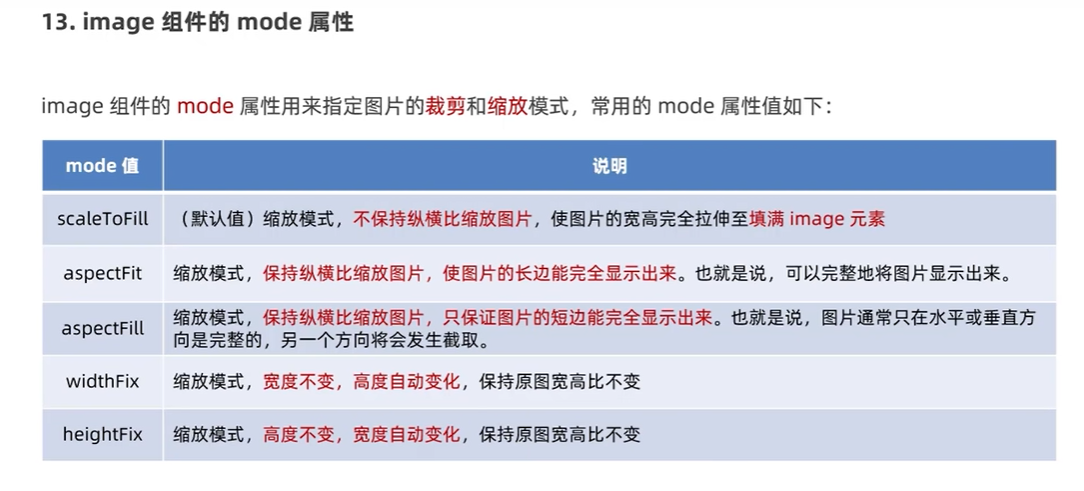 13. image 组件的 mode 属性
image 组件的 mode 属性用来指定图片的裁剪和缩放模式，常用的 mode 属性值如下：
mode 值 说明
scaleToFill （默认值）缩放模式，不保持纵横比缩放图片，使图片的宽高完全拉伸至填满 image 元素
aspectFit 缩放模式，保持纵横比缩放图片，使图片的长边能完全显示出来。也就是说，可以完整地将图片显示出来。
aspectFill 缩放模式，保持纵横比缩放图片，只保证图片的短边能完全显示出来。也就是说，图片通常只在水平或垂直方
向是完整的，另一个方向将会发生截取。
widthFix 缩放模式，宽度不变，高度自动变化，保持原图宽高比不变
heightFix 缩放模式，高度不变，宽度自动变化，保持原图宽高比不变